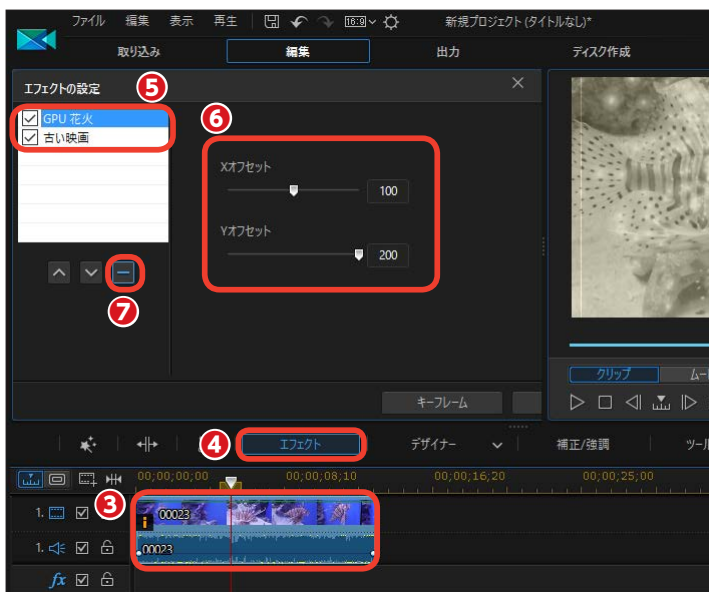 ファイル 編集 表示 再生 16:9 新規プロジェクト (タイトルなし)*
取り込み 編集 出力 ディスク作成
エフェクトの設定 ⑤
GPU 花火
古い映画
⑥
Xオフセット
100
Yオフセット
200
⑦
クリップ
キーフレーム
④ エフェクト デザイナー 補正/強調
00;00;00;00 00;00;08;10 00;00;16;20 00;00;25;00
③
1. i 00023
1. 00023
fx